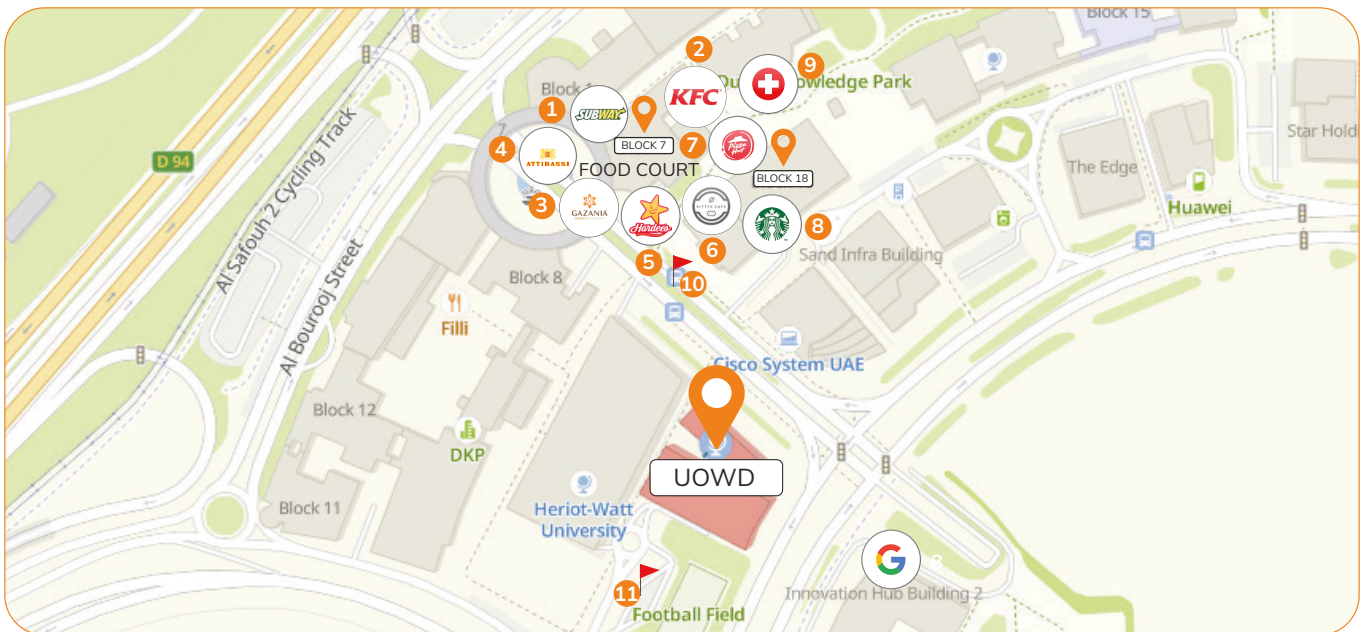 Block 15
2
9
Dubai Knowledge Park
KFC
Block 1
1
SUBWAY
BLOCK 7
7
Pizza Hut
Star Hold
D 94
4
ATTIBASSI
FOOD COURT
BLOCK 18
The Edge
Al Safouh 2 Cycling Track
3
GAZANIA
Hardee's
8
Huawei
5
6
Sand Infra Building
10
Block 8
Al Bourooj Street
Filli
Cisco System UAE
Block 12
DKP
UOWD
Block 11
Heriot-Watt
University
G
11
Innovation Hub Building 2
Football Field